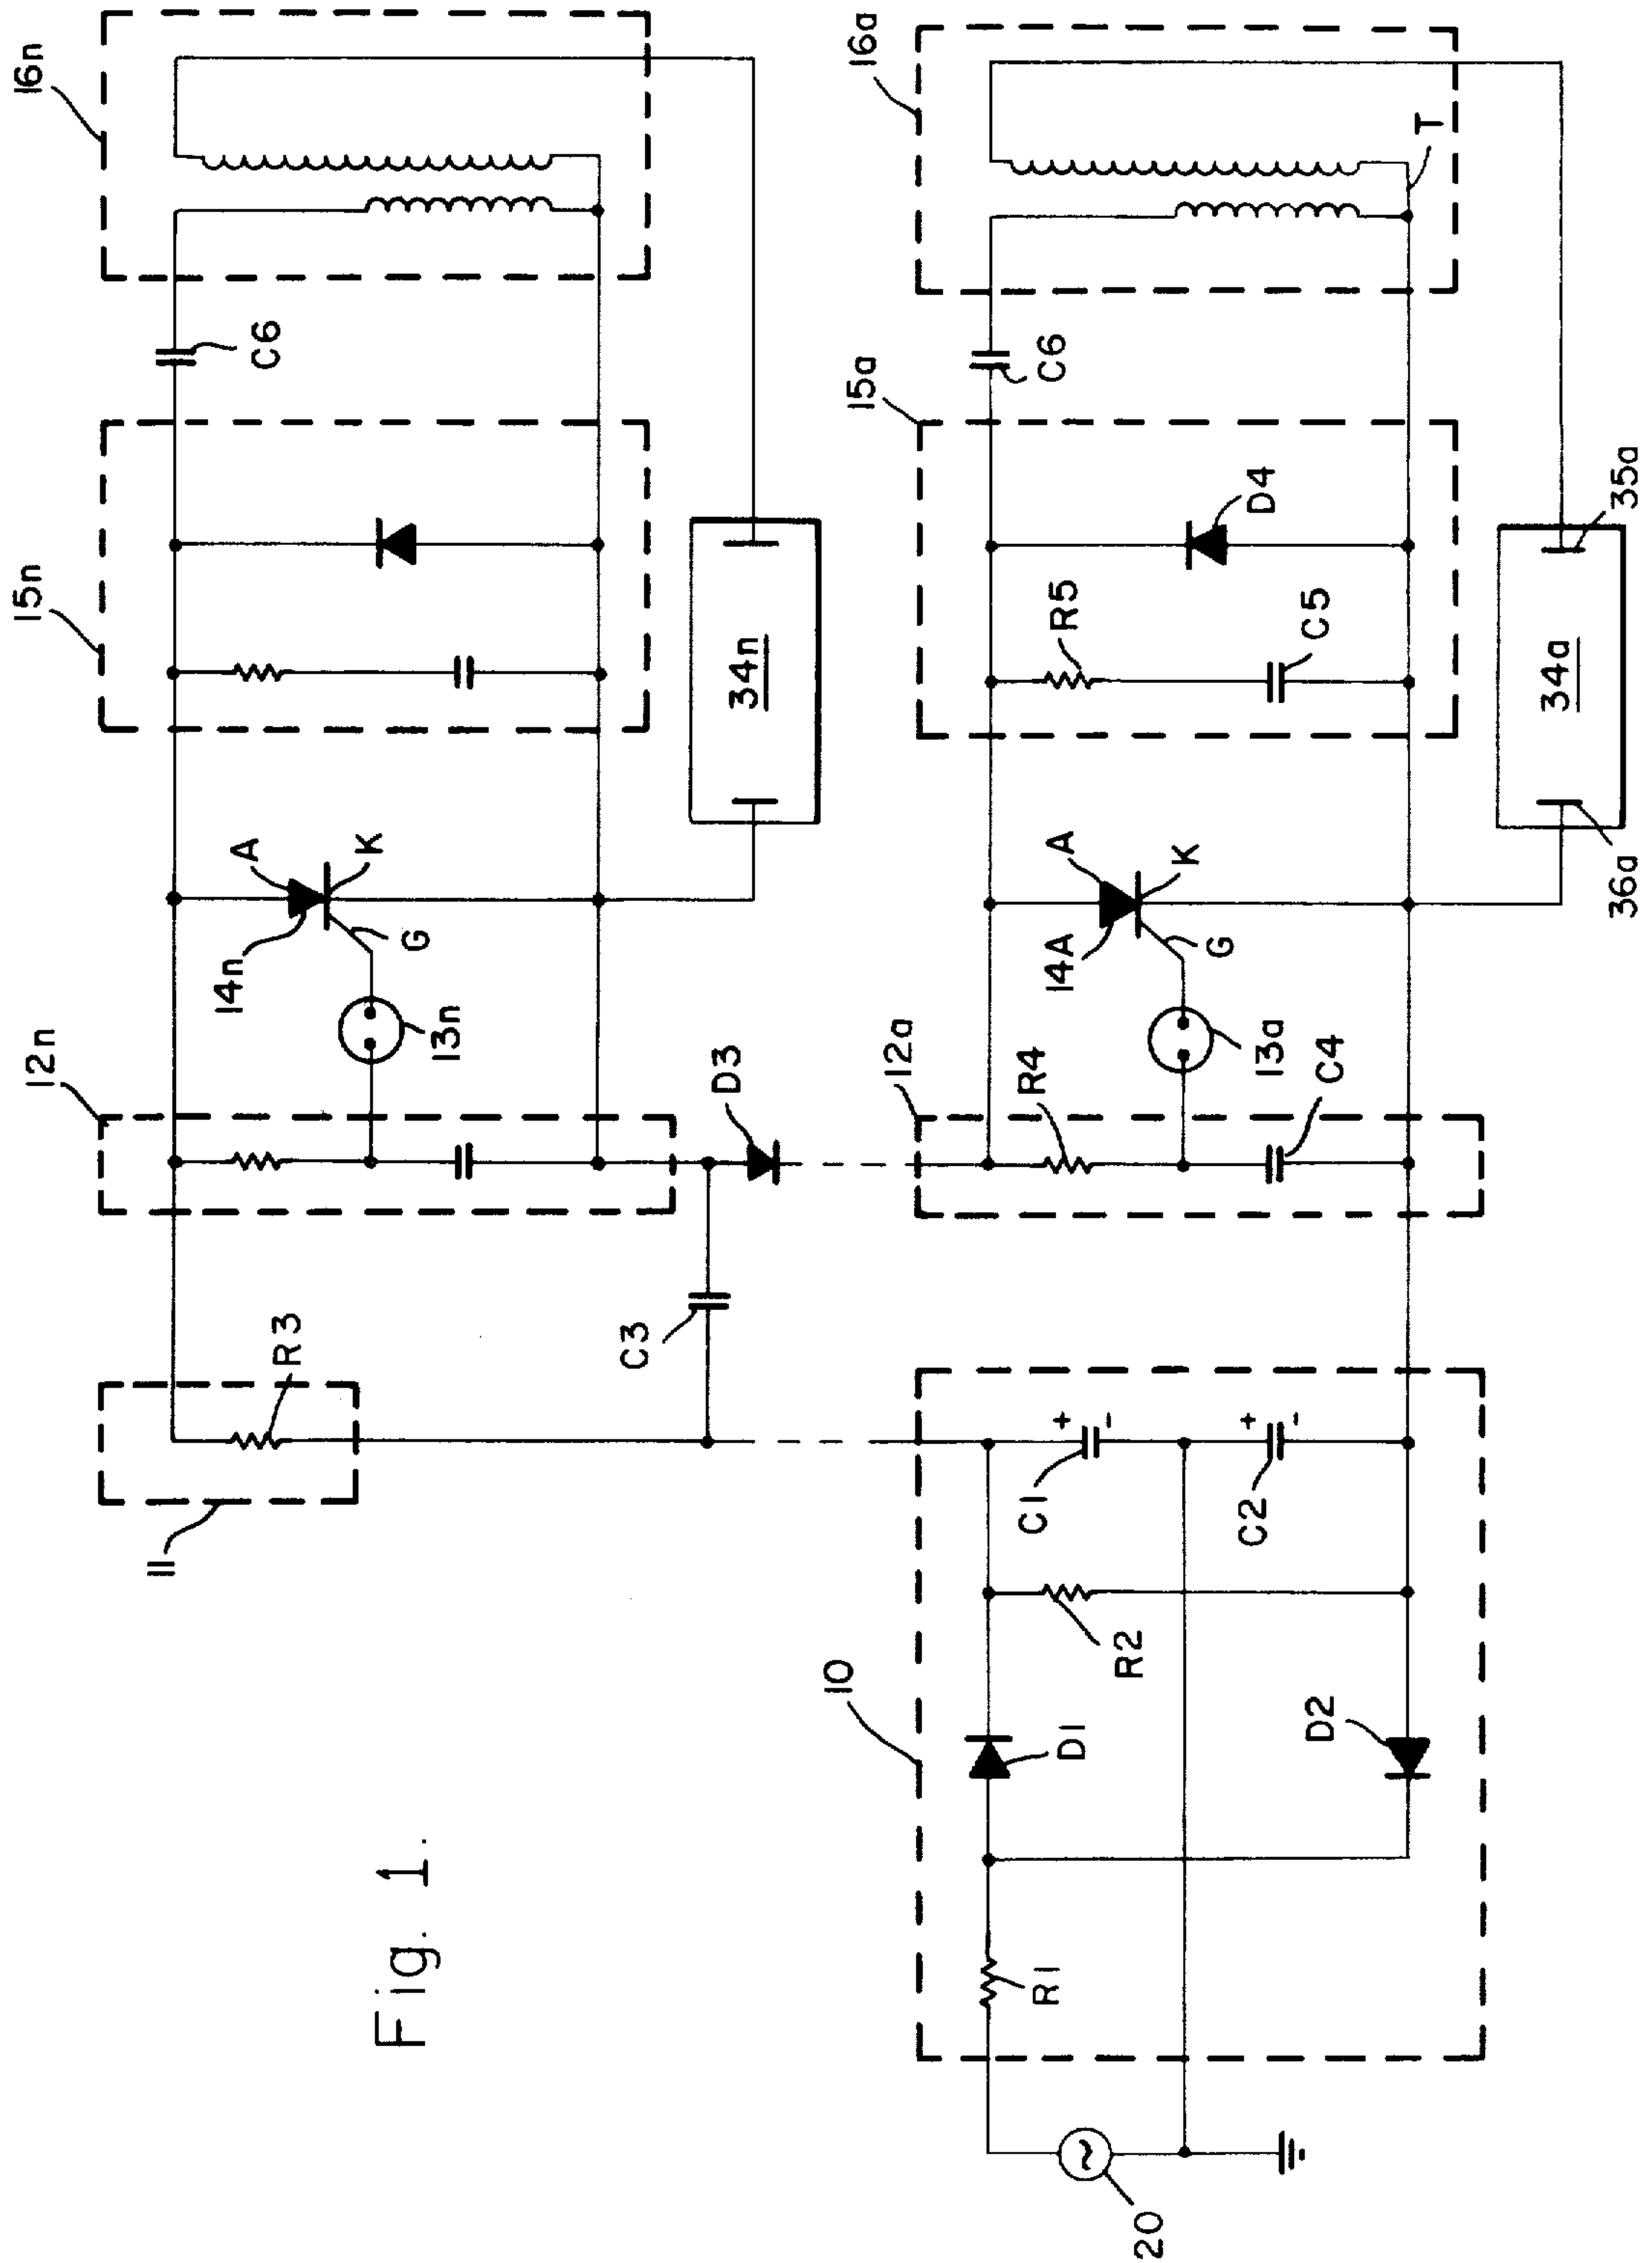 16n
C6
15n
34n
A
K
G
14n
13n
12n
D3
C3
R3
11
16a
T
C6
15a
D4
R5
C5
34a
35a
36a
A
K
G
14A
13a
12a
R4
C4
+
-
+
-
C1
C2
R2
10
D1
D2
R1
20
Fig. 1.